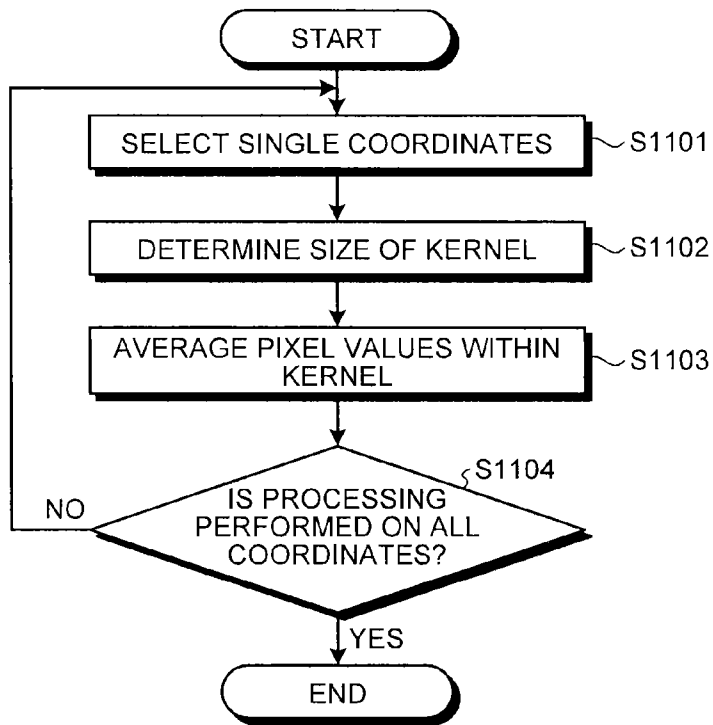 START
SELECT SINGLE COORDINATES
S1101
DETERMINE SIZE OF KERNEL
S1102
AVERAGE PIXEL VALUES WITHIN
KERNEL
S1103
S1104
IS PROCESSING
PERFORMED ON ALL
COORDINATES?
NO
YES
END